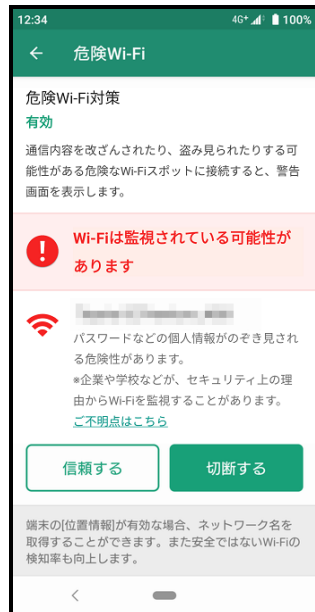 12:34 4G+ 100%
危険Wi-Fi
危険Wi-Fi対策
有効
通信内容を改ざんされたり、盗み見られたりする可
能性がある危険なWi-Fiスポットに接続すると、警告
画面を表示します。
Wi-Fiは監視されている可能性が
あります
パスワードなどの個人情報がのぞき見され
る危険性があります。
※企業や学校などが、セキュリティ上の理
由からWi-Fiを監視することがあります。
ご不明点はこちら
信頼する 切断する
端末の[位置情報]が有効な場合、ネットワーク名を
取得することができます。また安全ではないWi-Fiの
検知率も向上します。